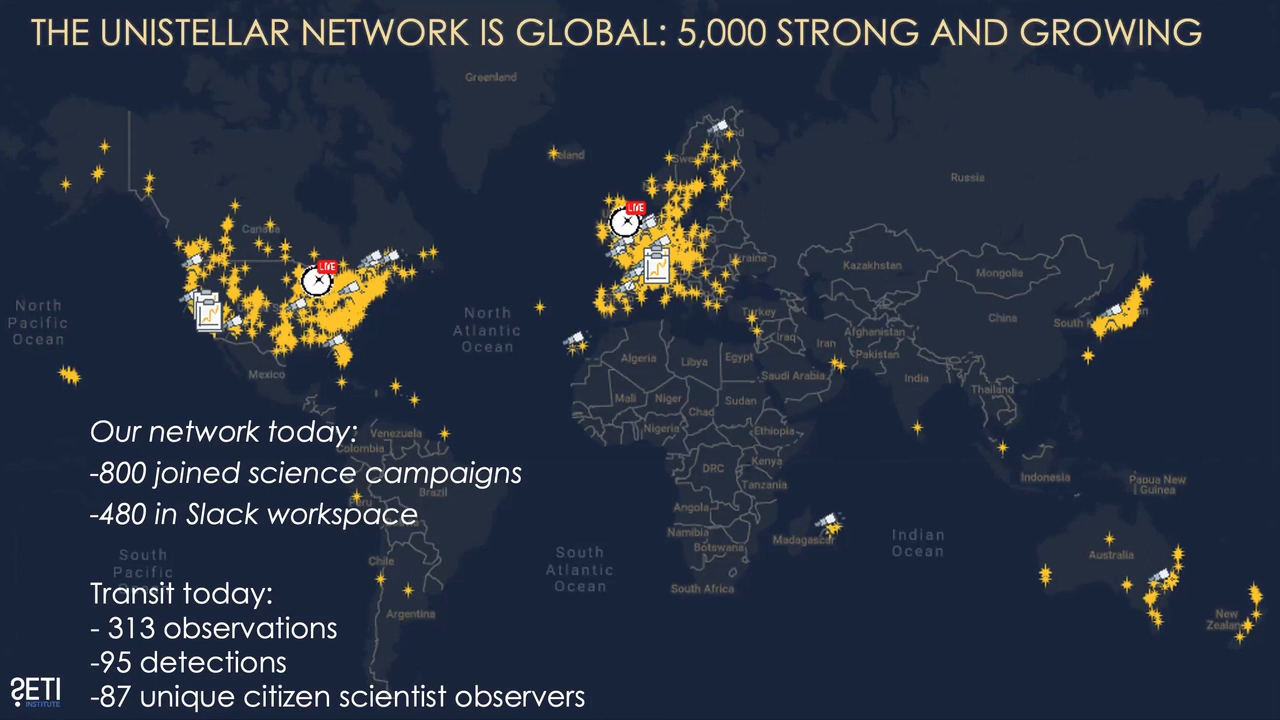 THE UNISTELLAR NETWORK IS GLOBAL: 5,000 STRONG AND GROWING
Greenland
Russia
Canada
LIVE
LIVE
Kazakhstan
Mongolia
North
Pacific
Ocean
North
Atlantic
Ocean
Turkey
China
Afghanistan
Iraq
Iran
Pakistan
Mexico
Algeria
Libya
Egypt
Saudi Arabia
India
Thailand
Mali
Niger
Chad
Sudan
Nigeria
Ethiopia
Venezuela
Colombia
Kenya
DRC
Tanzania
Indonesia
Papua New
Guinea
Brazil
Peru
Angola
Namibia
Botswana
Madagascar
South Africa
Indian
Ocean
Australia
New
Zealand
South
Pacific
South
Atlantic
Ocean
Chile
Argentina
Our network today:
-800 joined science campaigns
-480 in Slack workspace
Transit today:
- 313 observations
-95 detections
-87 unique citizen scientist observers
SETI
INSTITUTE